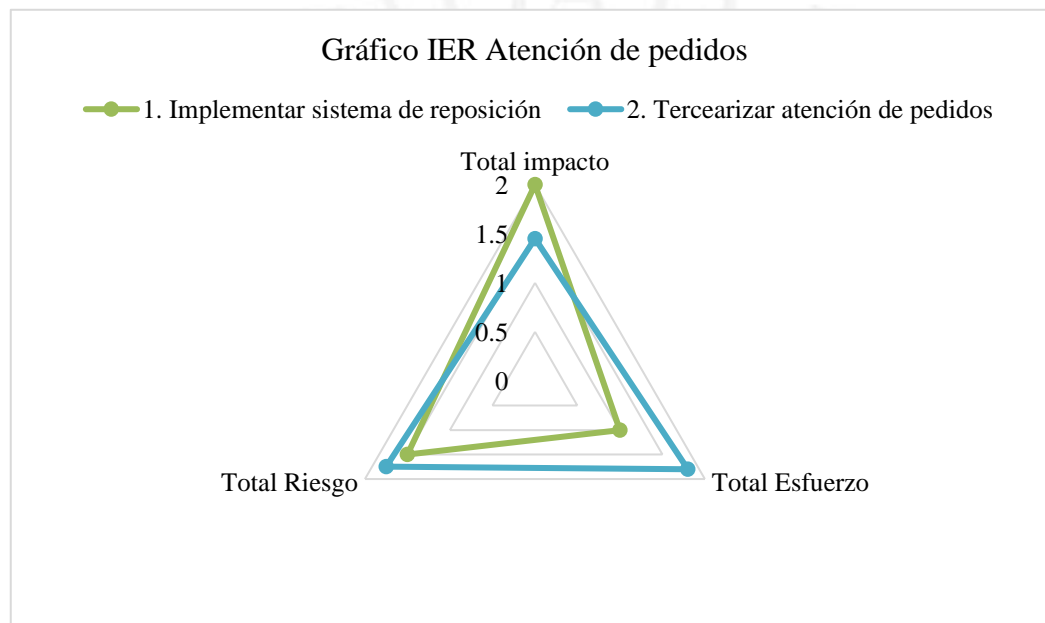 Gráfico IER Atención de pedidos
1. Implementar sistema de reposición 2. Tercearizar atención de pedidos
Total impacto
2
1.5
1
0.5
0
Total Riesgo
Total Esfuerzo